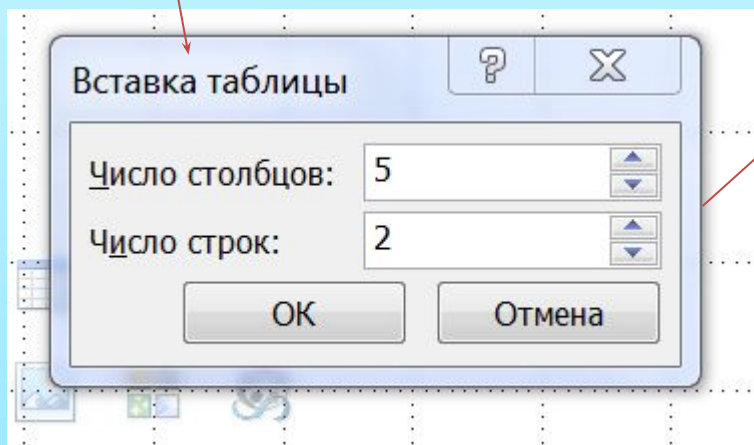 Вставка таблицы
Число столбцов: 5
Число строк: 2
ОК Отмена